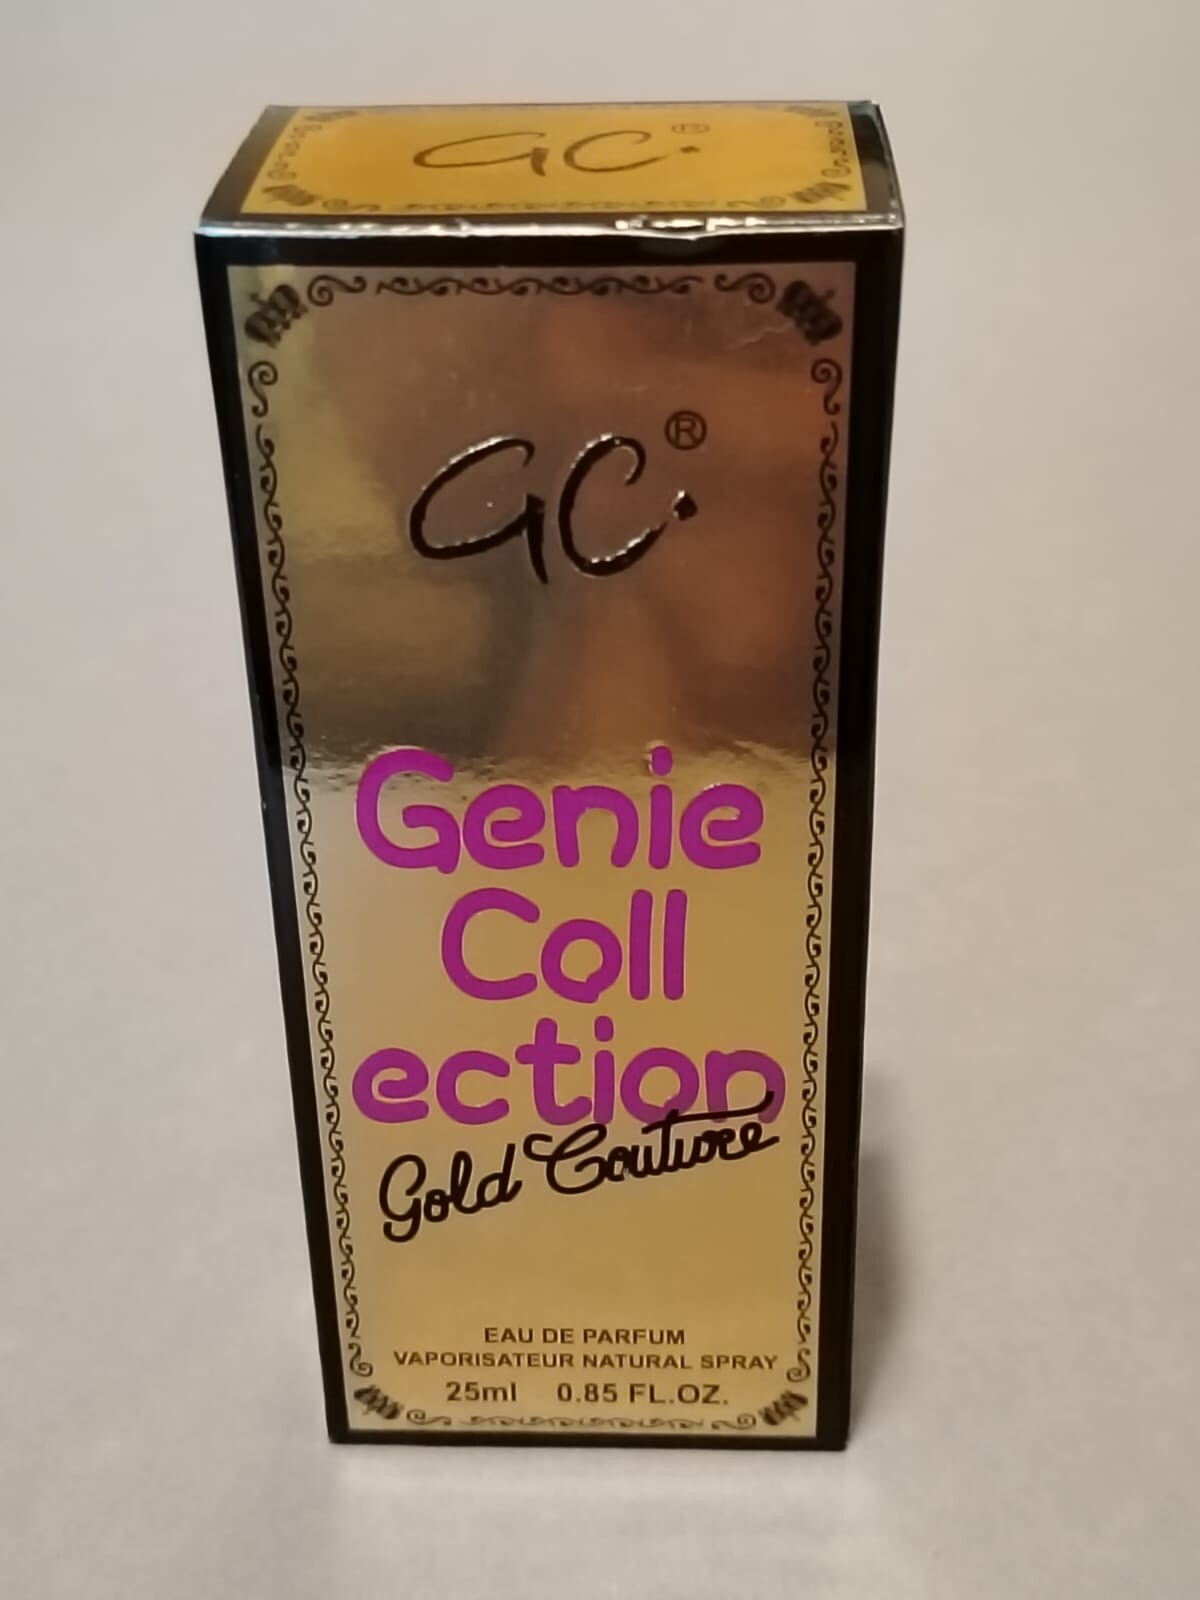 GC.®
GC.®
Genie
Coll
ection
Gold Couture
EAU DE PARFUM
VAPORISATEUR NATURAL SPRAY
25ml 0.85 FL.OZ.